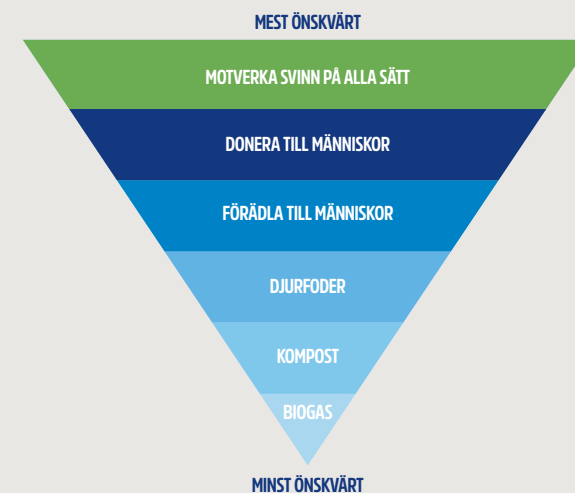 MEST ÖNSKVÄRT
MOTVERKA SVINN PÅ ALLA SÄTT
DONERA TILL MÄNNISKOR
FÖRÄDLA TILL MÄNNISKOR
DJURFODER
KOMPOST
BIOGAS
MINST ÖNSKVÄRT